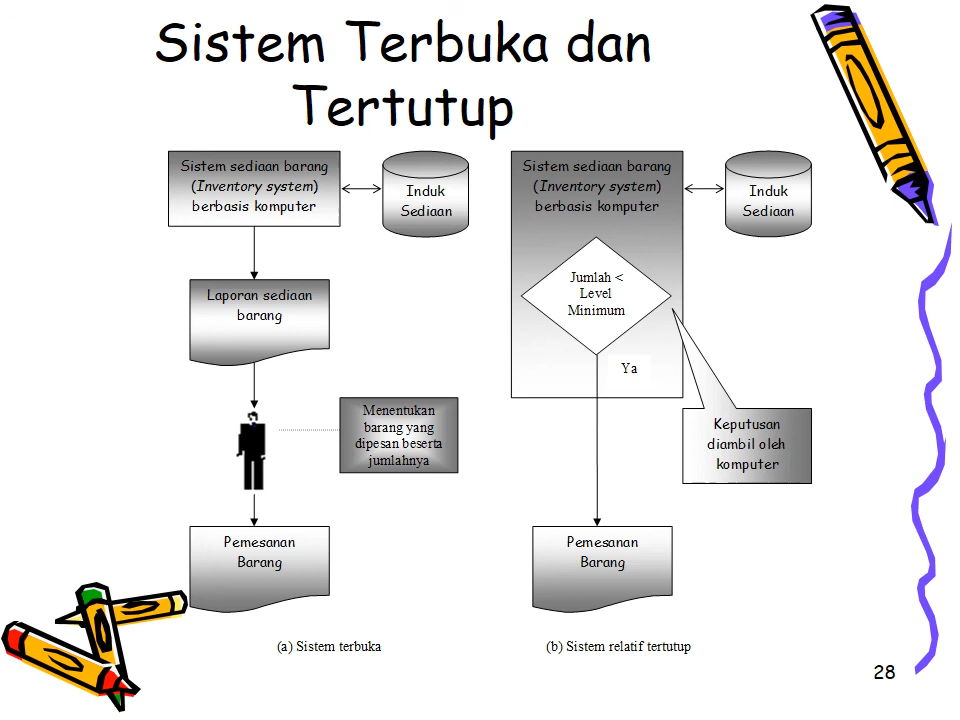 Sistem Terbuka dan
Tertutup
Sistem sediaan barang
(Inventory system)
berbasis komputer
Induk
Sediaan
Laporan sediaan
barang
Menentukan
barang yang
dipesan beserta
jumlahnya
Pemesanan
Barang
(a) Sistem terbuka
Sistem sediaan barang
(Inventory system)
berbasis komputer
Induk
Sediaan
Jumlah <
Level
Minimum
Ya
Keputusan
diambil oleh
komputer
Pemesanan
Barang
(b) Sistem relatif tertutup
28